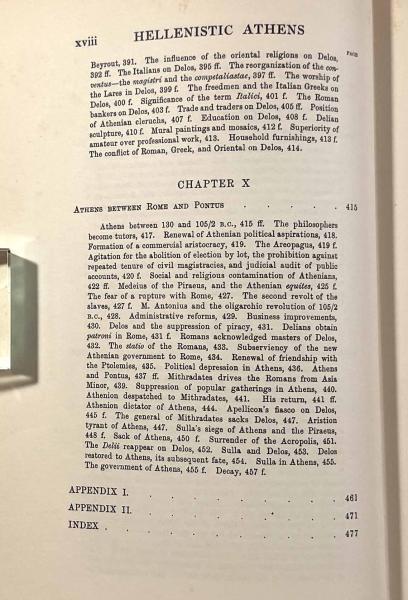 xviii HELLENISTIC ATHENS
PAGE
Beyrout, 391. The influence of the oriental religions on Delos,
392 ff. The Italians on Delos, 395 ff. The reorganization of the con-
ventus—the magistri and the competaliastae, 397 ff. The worship of
the Lares in Delos, 399 f. The freedmen and the Italian Greeks on
Delos, 400 f. Significance of the term Italici, 401 f. The Roman
bankers on Delos, 403 f. Trade and traders on Delos, 405 ff. Position
of Athenian cleruchs, 407 f. Education on Delos, 408 f. Delian
sculpture, 410 f. Mural paintings and mosaics, 412 f. Superiority of
amateur over professional work, 413. Household furnishings, 413 f.
The conflict of Roman, Greek, and Oriental on Delos, 414.
CHAPTER X
ATHENS BETWEEN ROME AND PONTUS . . . . . 415
Athens between 130 and 105/2 B.C., 415 ff. The philosophers
become tutors, 417. Renewal of Athenian political aspirations, 418.
Formation of a commercial aristocracy, 419. The Areopagus, 419 f.
Agitation for the abolition of election by lot, the prohibition against
repeated tenure of civil magistracies, and judicial audit of public
accounts, 420 f. Social and religious contamination of Athenians,
422 ff. Medeius of the Piraeus, and the Athenian equites, 425 f.
The fear of a rupture with Rome, 427. The second revolt of the
slaves, 427 f. M. Antonius and the oligarchic revolution of 105/2
B.C., 428. Administrative reforms, 429. Business improvements,
430. Delos and the suppression of piracy, 431. Delians obtain
patroni in Rome, 431 f. Romans acknowledged masters of Delos,
432. The statio of the Romans, 433. Subserviency of the new
Athenian government to Rome, 434. Renewal of friendship with
the Ptolemies, 435. Political depression in Athens, 436. Athens
and Pontus, 437 ff. Mithradates drives the Romans from Asia
Minor, 439. Suppression of popular gatherings in Athens, 440.
Athenion despatched to Mithradates, 441. His return, 441 ff.
Athenion dictator of Athens, 444. Apellicon's fiasco on Delos,
445 f. The general of Mithradates sacks Delos, 447. Aristion
tyrant of Athens, 447. Sulla's siege of Athens and the Piraeus,
448 f. Sack of Athens, 450 f. Surrender of the Acropolis, 451.
The Delii reappear on Delos, 452. Sulla and Delos, 453. Delos
restored to Athens, its subsequent fate, 454. Sulla in Athens, 455.
The government of Athens, 455 f. Decay, 457 f.
APPENDIX I. . . . . . . . . 461
APPENDIX II. . . . . . . . . 471
INDEX . . . . . . . . . 477